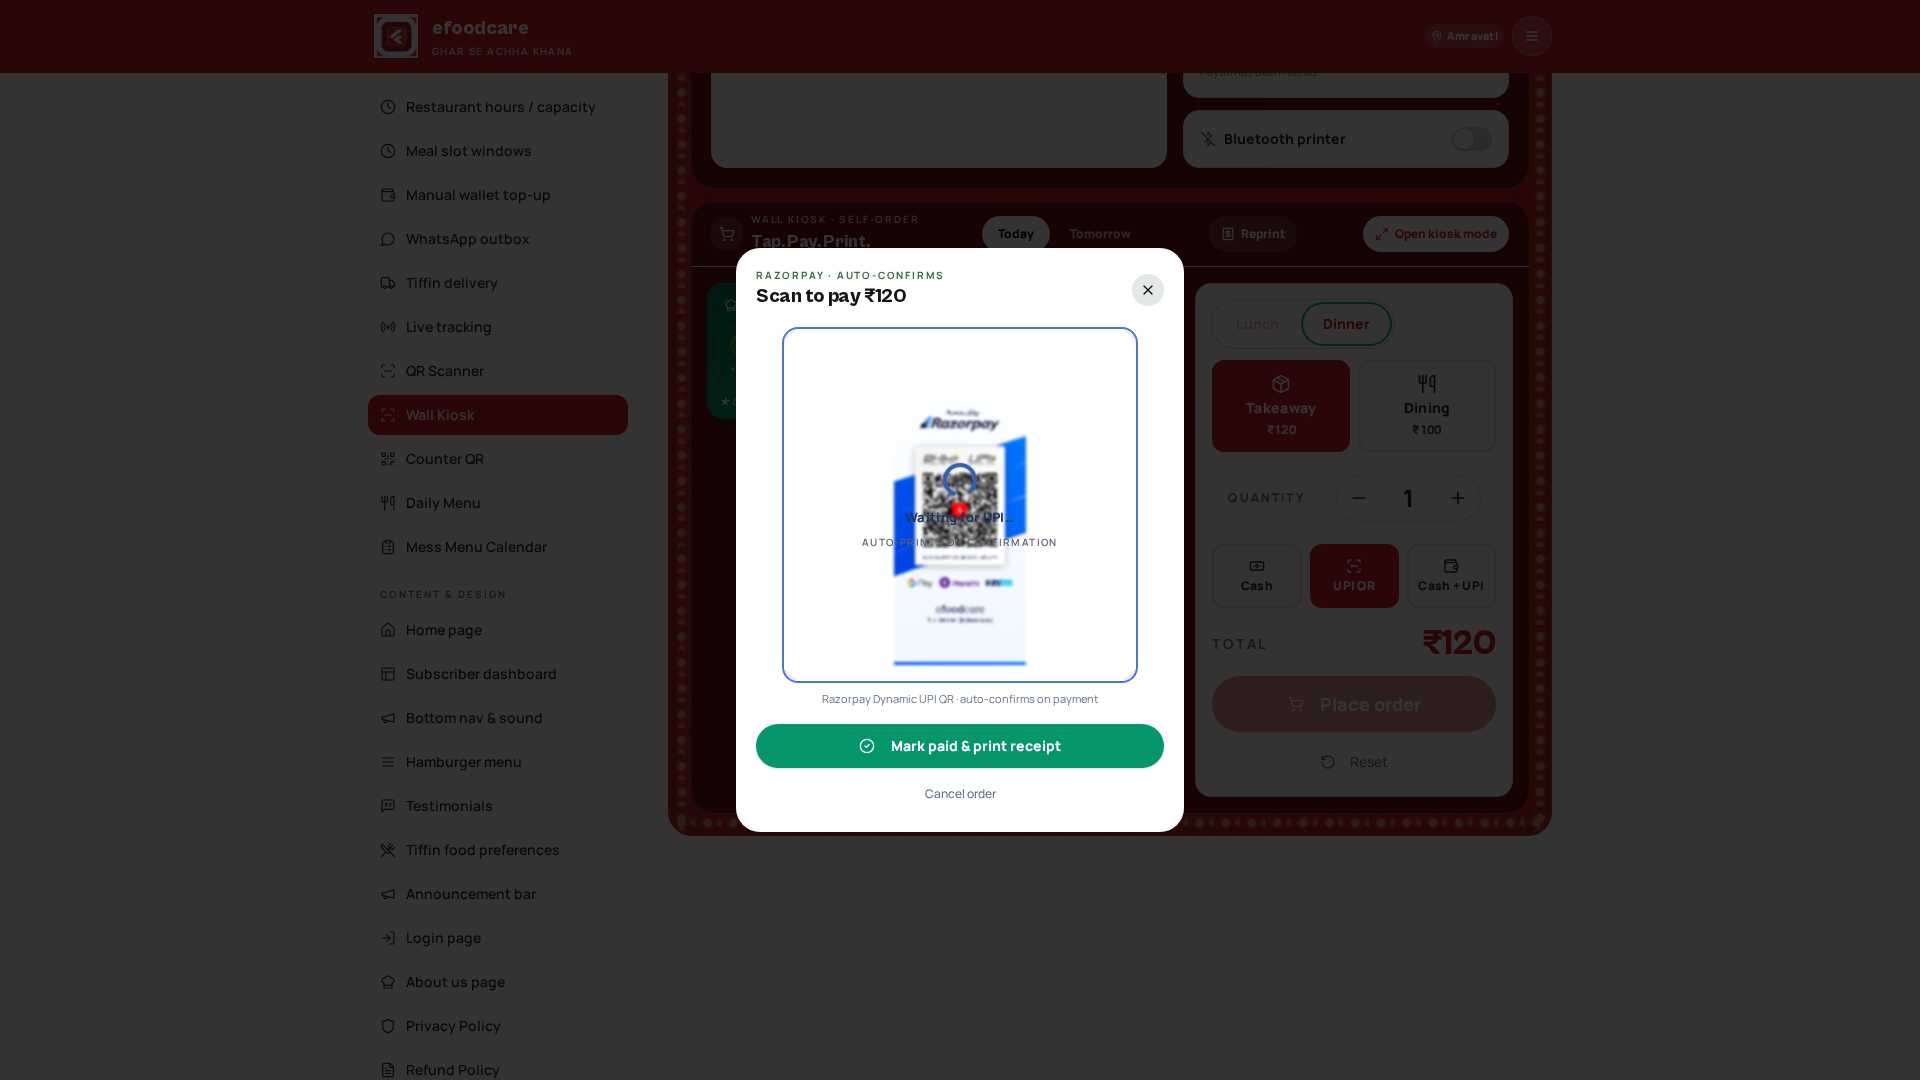 efoodcare
GHAR SE ACHHA KHANA
Amravati
Restaurant hours / capacity
Meal slot windows
Manual wallet top-up
WhatsApp outbox
Tiffin delivery
Live tracking
QR Scanner
Wall Kiosk
Counter QR
Daily Menu
Mess Menu Calendar
CONTENT & DESIGN
Home page
Subscriber dashboard
Bottom nav & sound
Hamburger menu
Testimonials
Tiffin food preferences
Announcement bar
Login page
About us page
Privacy Policy
Refund Policy
Bluetooth printer
WALL KIOSK · SELF-ORDER
Tap. Pay. Print.
Today
Tomorrow
Reprint
Open kiosk mode
RAZORPAY · AUTO-CONFIRMS
Scan to pay ₹120
Razorpay
Waiting for UPI…
efoodcare
Razorpay Dynamic UPI QR · auto-confirms on payment
Mark paid & print receipt
Cancel order
Lunch
Dinner
Takeaway
₹120
Dining
₹100
QUANTITY
1
Cash
UPI QR
Cash + UPI
TOTAL
₹120
Place order
Reset